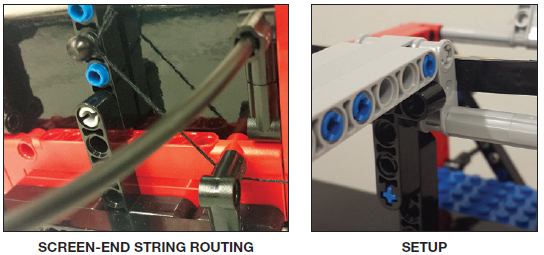 SCREEN-END STRING ROUTING
SETUP